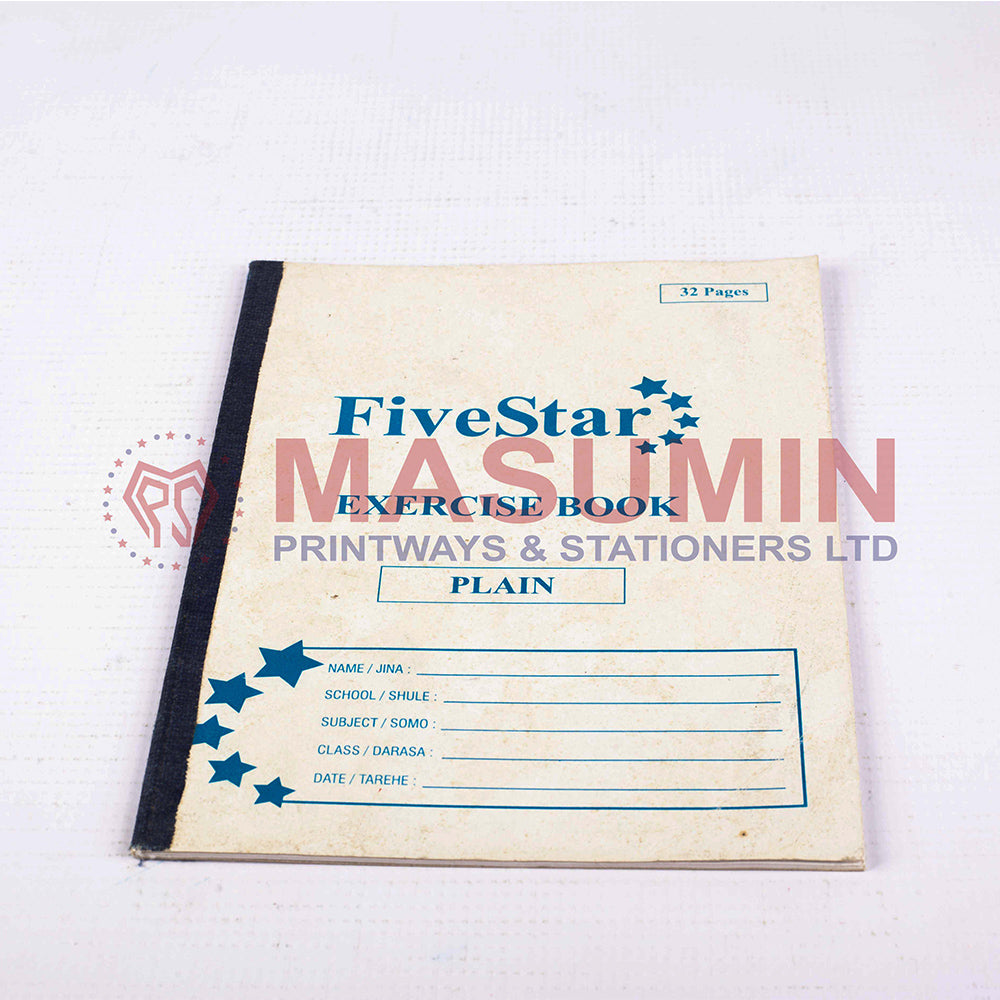 32 Pages
FiveStar
MASUMIN
EXERCISE BOOK
PRINTWAYS & STATIONERS LTD
PLAIN
NAME / JINA :
SCHOOL / SHULE :
SUBJECT / SOMO :
CLASS / DARASA :
DATE / TAREHE :